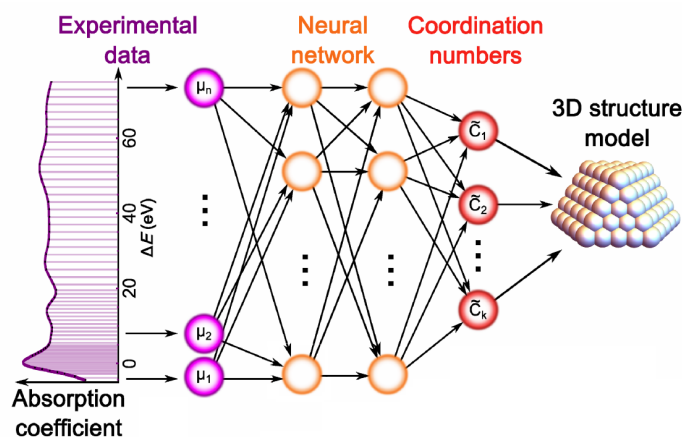 Experimental
data
Neural
network
Coordination
numbers
3D structure
model
μn
μ2
μ1
C̃1
C̃2
C̃k
60
40
20
0
ΔE (eV)
Absorption
coefficient